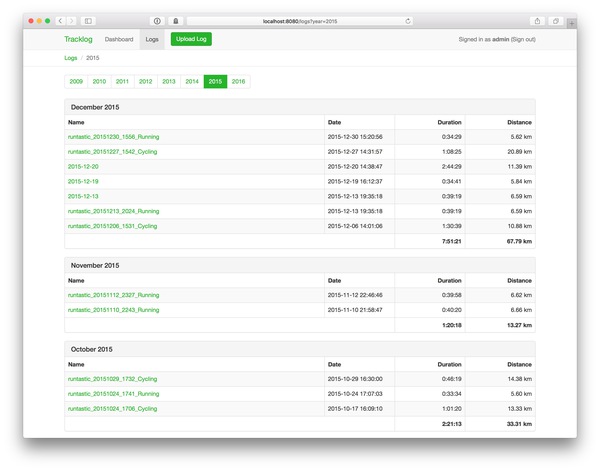 localhost:8080/logs?year=2015
Tracklog Dashboard Logs Upload Log Signed in as admin (Sign out)
Logs / 2015
2009 2010 2011 2012 2013 2014 2015 2016
December 2015
Name Date Duration Distance
runtastic_20151230_1556_Running 2015-12-30 15:20:56 0:34:29 5.62 km
runtastic_20151227_1542_Cycling 2015-12-27 14:31:57 1:08:25 20.89 km
2015-12-20 2015-12-20 14:38:47 2:44:29 11.39 km
2015-12-19 2015-12-19 16:12:37 0:34:41 5.84 km
2015-12-13 2015-12-13 19:35:18 0:39:19 6.59 km
runtastic_20151213_2024_Running 2015-12-13 19:35:18 0:39:19 6.59 km
runtastic_20151206_1531_Cycling 2015-12-06 14:01:06 1:30:39 10.88 km
7:51:21 67.79 km
November 2015
Name Date Duration Distance
runtastic_20151112_2327_Running 2015-11-12 22:46:46 0:39:58 6.62 km
runtastic_20151110_2243_Running 2015-11-10 21:58:47 0:40:20 6.66 km
1:20:18 13.27 km
October 2015
Name Date Duration Distance
runtastic_20151029_1732_Cycling 2015-10-29 16:30:00 0:46:19 14.38 km
runtastic_20151024_1741_Running 2015-10-24 17:07:03 0:33:34 5.60 km
runtastic_20151024_1706_Cycling 2015-10-17 16:09:10 1:01:20 13.33 km
2:21:13 33.31 km